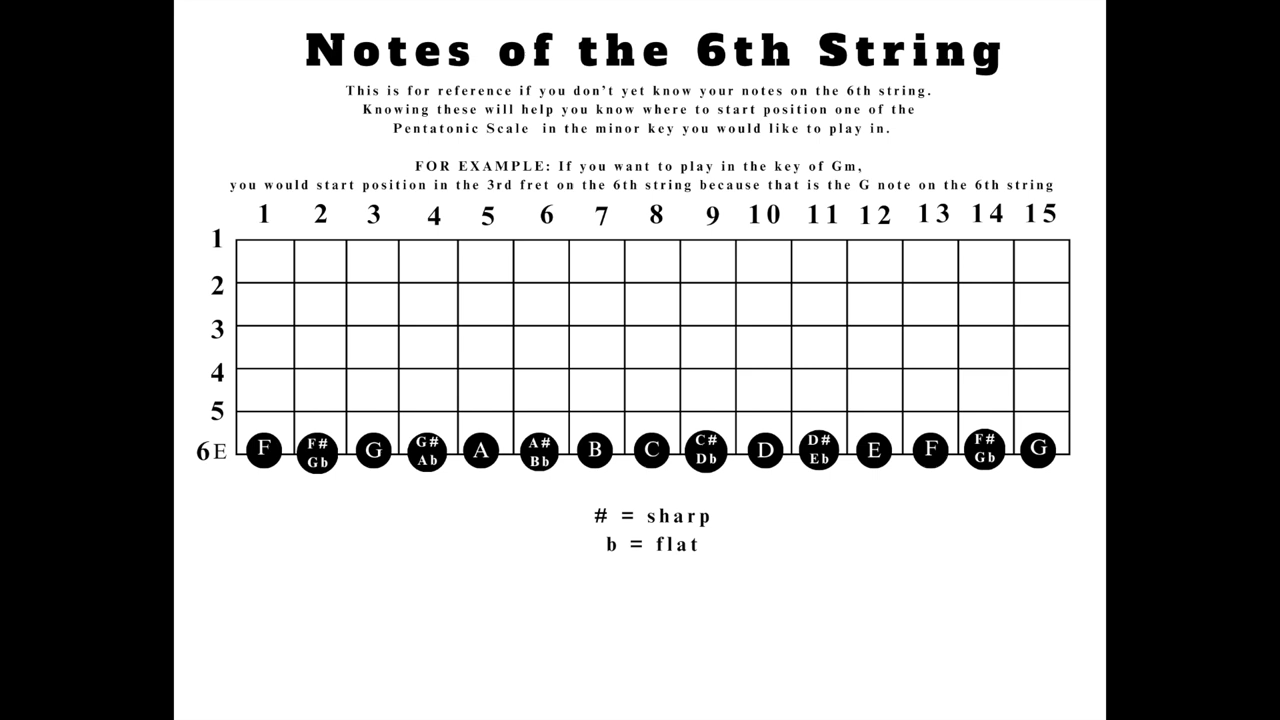 Notes of the 6th String
This is for reference if you don't yet know your notes on the 6th string.
Knowing these will help you know where to start position one of the
Pentatonic Scale in the minor key you would like to play in.
FOR EXAMPLE: If you want to play in the key of Gm,
you would start position in the 3rd fret on the 6th string because that is the G note on the 6th string
1 2 3 4 5 6 7 8 9 10 11 12 13 14 15
1
2
3
4
5
6E F F# Gb G G# Ab A A# Bb B C C# Db D D# Eb E F F# Gb G
# = sharp
b = flat